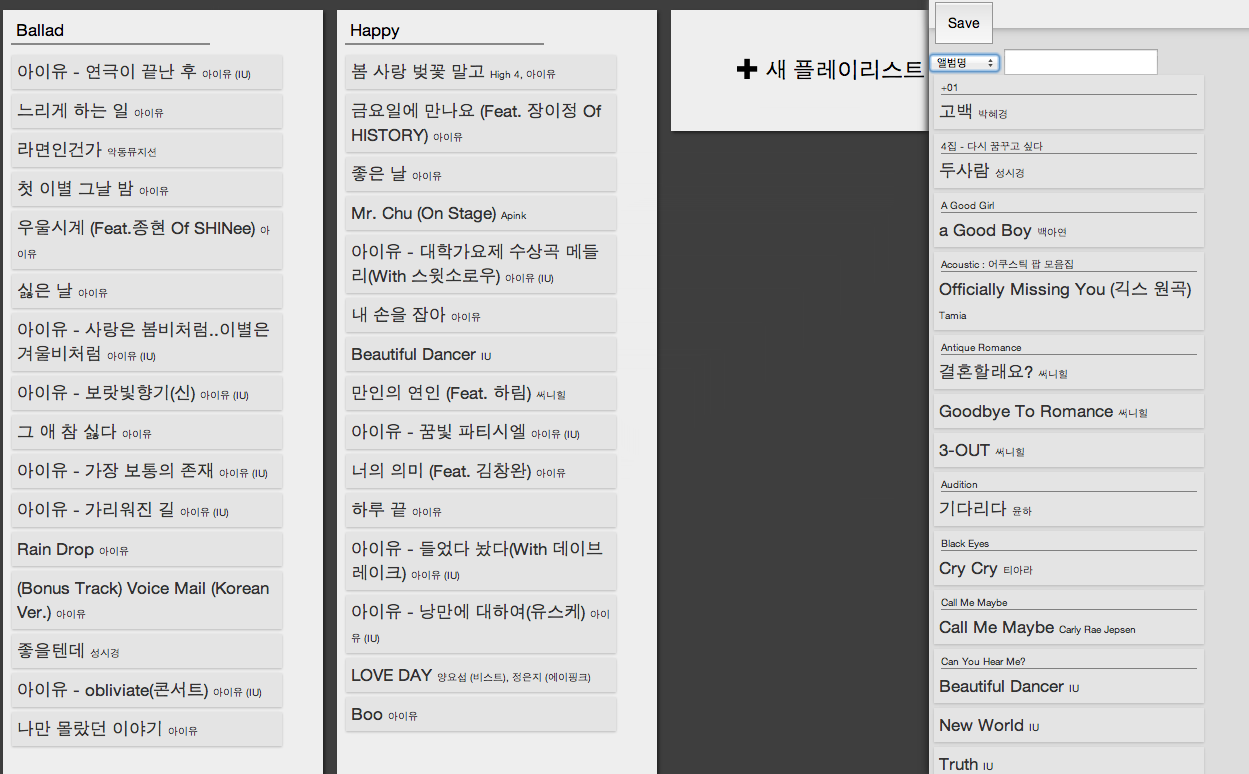 Ballad
아이유 - 연극이 끝난 후 아이유 (IU)
느리게 하는 일 아이유
라면인건가 악동뮤지션
첫 이별 그날 밤 아이유
우울시계 (Feat.종현 Of SHINee) 아
이유
싫은 날 아이유
아이유 - 사랑은 봄비처럼..이별은
겨울비처럼 아이유 (IU)
아이유 - 보랏빛향기(신) 아이유 (IU)
그 애 참 싫다 아이유
아이유 - 가장 보통의 존재 아이유 (IU)
아이유 - 가리워진 길 아이유 (IU)
Rain Drop 아이유
(Bonus Track) Voice Mail (Korean
Ver.) 아이유
좋을텐데 성시경
아이유 - obliviate(콘서트) 아이유 (IU)
나만 몰랐던 이야기 아이유
Happy
봄 사랑 벚꽃 말고 High 4, 아이유
금요일에 만나요 (Feat. 장이정 Of
HISTORY) 아이유
좋은 날 아이유
Mr. Chu (On Stage) Apink
아이유 - 대학가요제 수상곡 메들
리(With 스윗소로우) 아이유 (IU)
내 손을 잡아 아이유
Beautiful Dancer IU
만인의 연인 (Feat. 하림) 써니힐
아이유 - 꿈빛 파티시엘 아이유 (IU)
너의 의미 (Feat. 김창완) 아이유
하루 끝 아이유
아이유 - 들었다 놨다(With 데이브
레이크) 아이유 (IU)
아이유 - 낭만에 대하여(유스케) 아이
유 (IU)
LOVE DAY 양요섭 (비스트), 정은지 (에이핑크)
Boo 아이유
+ 새 플레이리스트
Save
앨범명
+01
고백 박혜경
4집 - 다시 꿈꾸고 싶다
두사람 성시경
A Good Girl
a Good Boy 백아연
Acoustic : 어쿠스틱 팝 모음집
Officially Missing You (긱스 원곡)
Tamia
Antique Romance
결혼할래요? 써니힐
Goodbye To Romance 써니힐
3-OUT 써니힐
Audition
기다리다 윤하
Black Eyes
Cry Cry 티아라
Call Me Maybe
Call Me Maybe Carly Rae Jepsen
Can You Hear Me?
Beautiful Dancer IU
New World IU
Truth IU